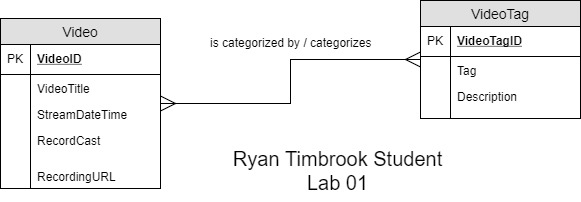 Video
PK VideoID
VideoTitle
StreamDateTime
RecordCast
RecordingURL
is categorized by / categorizes
VideoTag
PK VideoTagID
Tag
Description
Ryan Timbrook Student
Lab 01